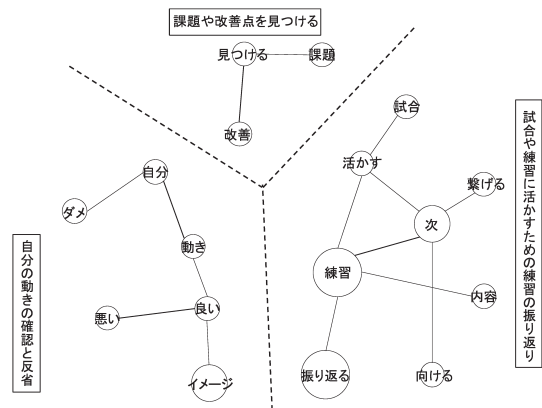 課題や改善点を見つける
見つける
課題
改善
試合
活かす
繋げる
次
練習
内容
振り返る
向ける
試合や練習に活かすための練習の振り返り
自分
ダメ
動き
良い
悪い
イメージ
自分の動きの確認と反省